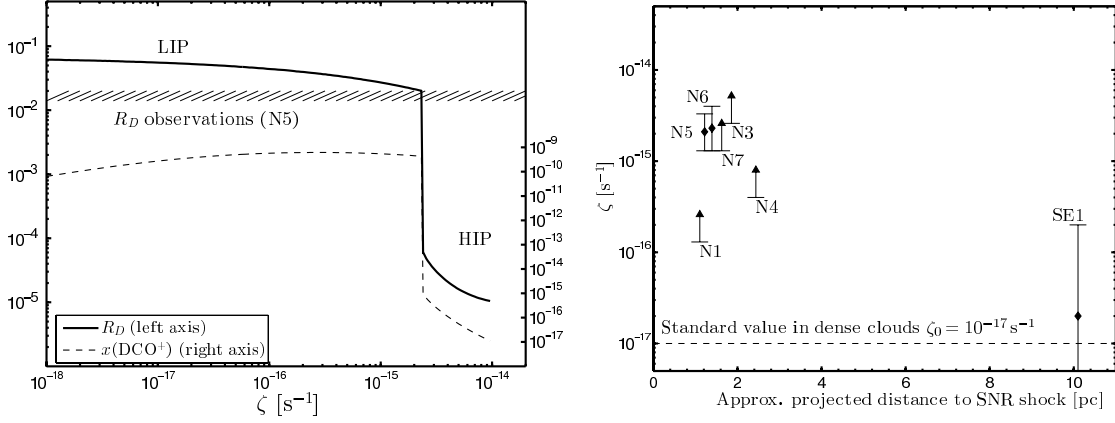 10⁻¹
10⁻²
10⁻³
10⁻⁴
10⁻⁵
LIP
R_D observations (N5)
HIP
10⁻⁹
10⁻¹⁰
10⁻¹¹
10⁻¹²
10⁻¹³
10⁻¹⁴
10⁻¹⁵
10⁻¹⁶
10⁻¹⁷
R_D (left axis)
x(DCO⁺) (right axis)
10⁻¹⁸ 10⁻¹⁷ 10⁻¹⁶ 10⁻¹⁵ 10⁻¹⁴
ζ [s⁻¹]
ζ [s⁻¹]
10⁻¹⁴
10⁻¹⁵
10⁻¹⁶
10⁻¹⁷
N6
N5
N3
N7
N4
N1
SE1
Standard value in dense clouds ζ₀ = 10⁻¹⁷ s⁻¹
0 2 4 6 8 10
Approx. projected distance to SNR shock [pc]